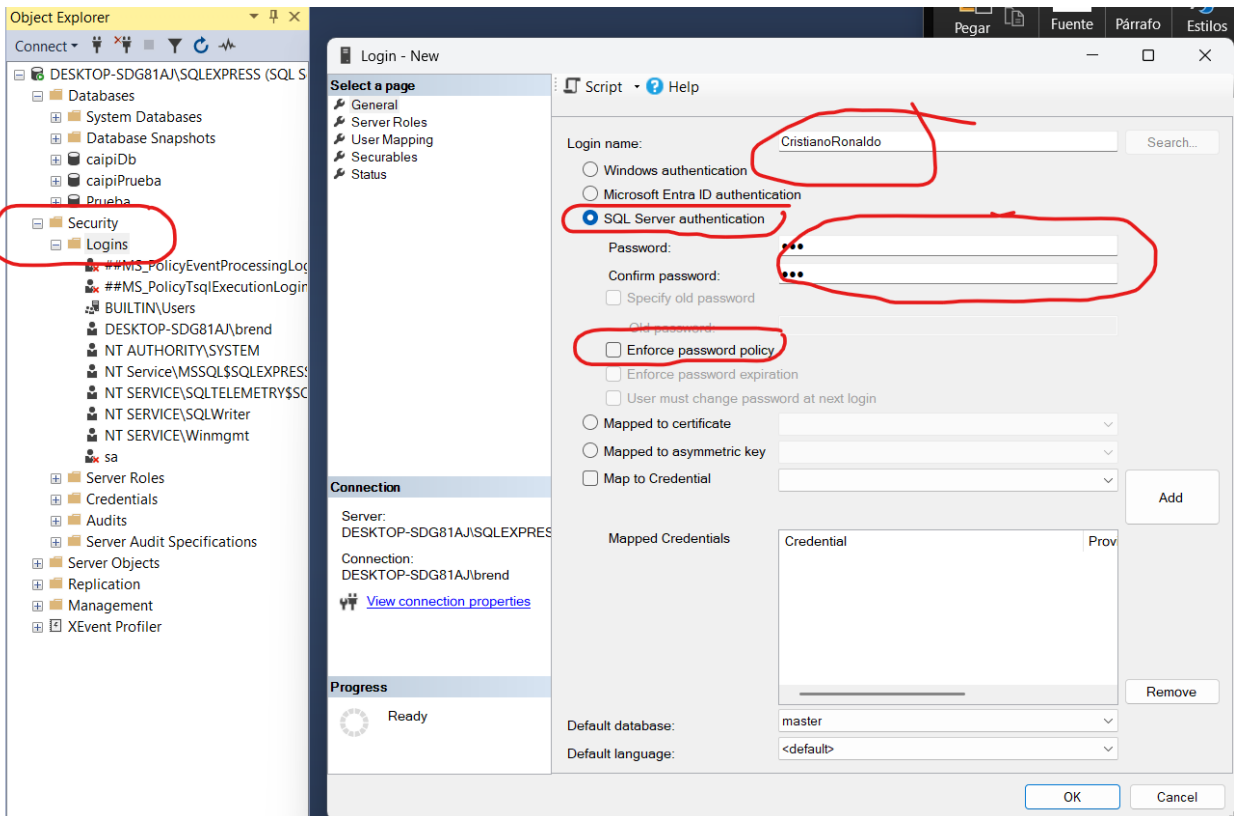 Object Explorer
Connect
DESKTOP-SDG81AJ\SQLEXPRESS (SQL S
Databases
System Databases
Database Snapshots
caipiDb
caipiPrueba
Prueba
Security
Logins
##MS_PolicyEventProcessingLog
##MS_PolicyTsqlExecutionLogin
BUILTIN\Users
DESKTOP-SDG81AJ\brend
NT AUTHORITY\SYSTEM
NT Service\MSSQL$SQLEXPRESS
NT SERVICE\SQLTELEMETRY$SQ
NT SERVICE\SQLWriter
NT SERVICE\Winmgmt
sa
Server Roles
Credentials
Audits
Server Audit Specifications
Server Objects
Replication
Management
XEvent Profiler
Pegar
Fuente
Párrafo
Estilos
Login - New
Select a page
General
Server Roles
User Mapping
Securables
Status
Connection
Server:
DESKTOP-SDG81AJ\SQLEXPRES
Connection:
DESKTOP-SDG81AJ\brend
View connection properties
Progress
Ready
Script Help
Login name: CristianoRonaldo Search...
Windows authentication
Microsoft Entra ID authentication
SQL Server authentication
Password: ●●●
Confirm password: ●●●
Specify old password
Old password:
Enforce password policy
Enforce password expiration
User must change password at next login
Mapped to certificate
Mapped to asymmetric key
Map to Credential
Add
Mapped Credentials
Credential Prov
Remove
Default database: master
Default language: <default>
OK Cancel